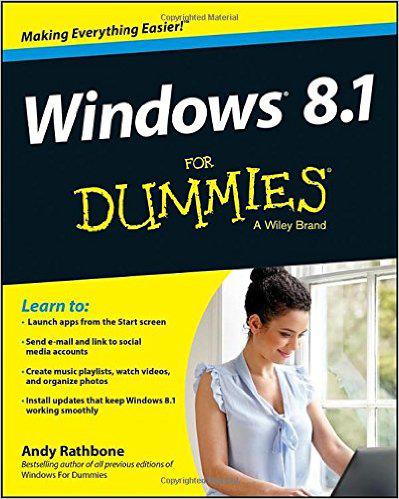 Copyrighted Material
Making Everything Easier!™
Windows® 8.1
FOR
DUMMIES®
A Wiley Brand
Learn to:
• Launch apps from the Start screen
• Send e-mail and link to social
media accounts
• Create music playlists, watch videos,
and organize photos
• Install updates that keep Windows 8.1
working smoothly
Andy Rathbone
Bestselling author of all previous editions of
Windows For Dummies
Copyrighted Material